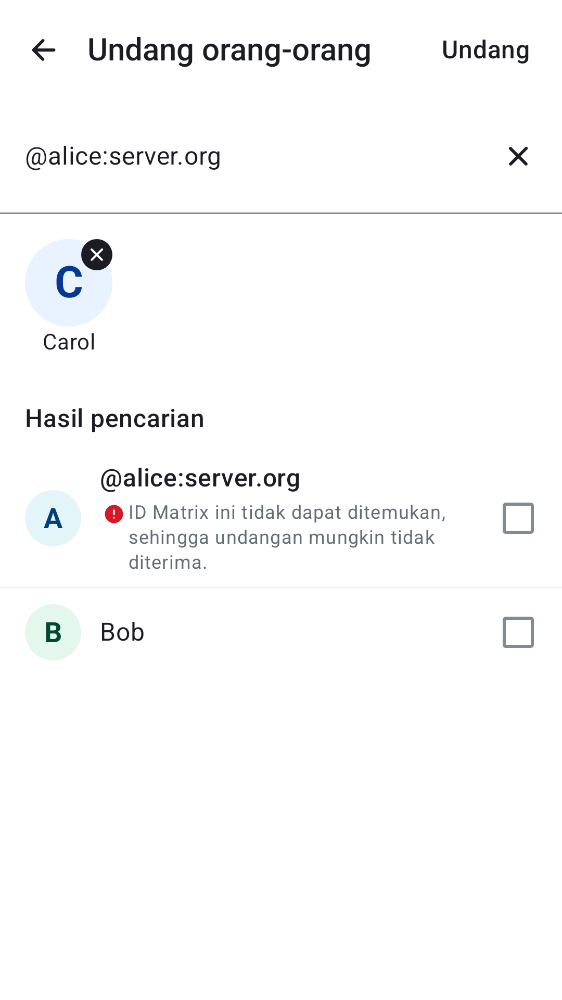 Undang orang-orang
Undang
@alice:server.org
C
Carol
Hasil pencarian
A
@alice:server.org
ID Matrix ini tidak dapat ditemukan,
sehingga undangan mungkin tidak
diterima.
B
Bob